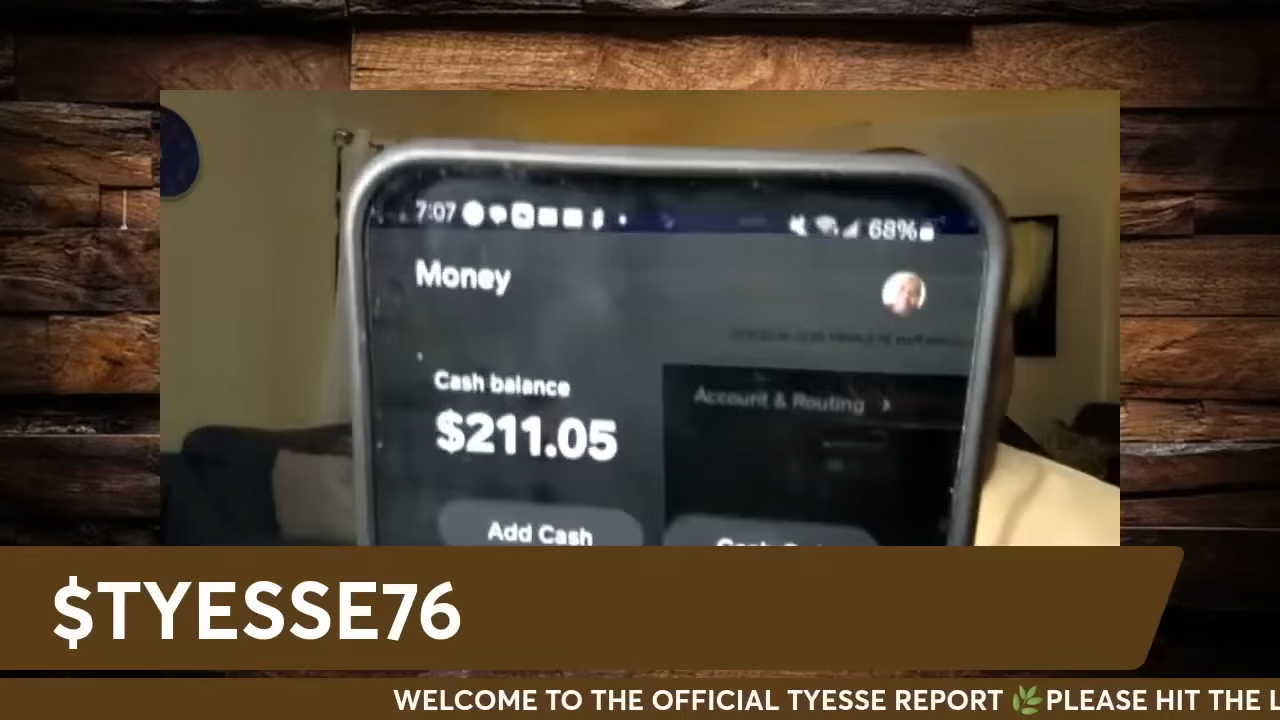 7:07 68%
Money
Cash balance
Account & Routing >
$211.05
Add Cash
$TYESSE76
WELCOME TO THE OFFICIAL TYESSE REPORT 🌿PLEASE HIT THE L